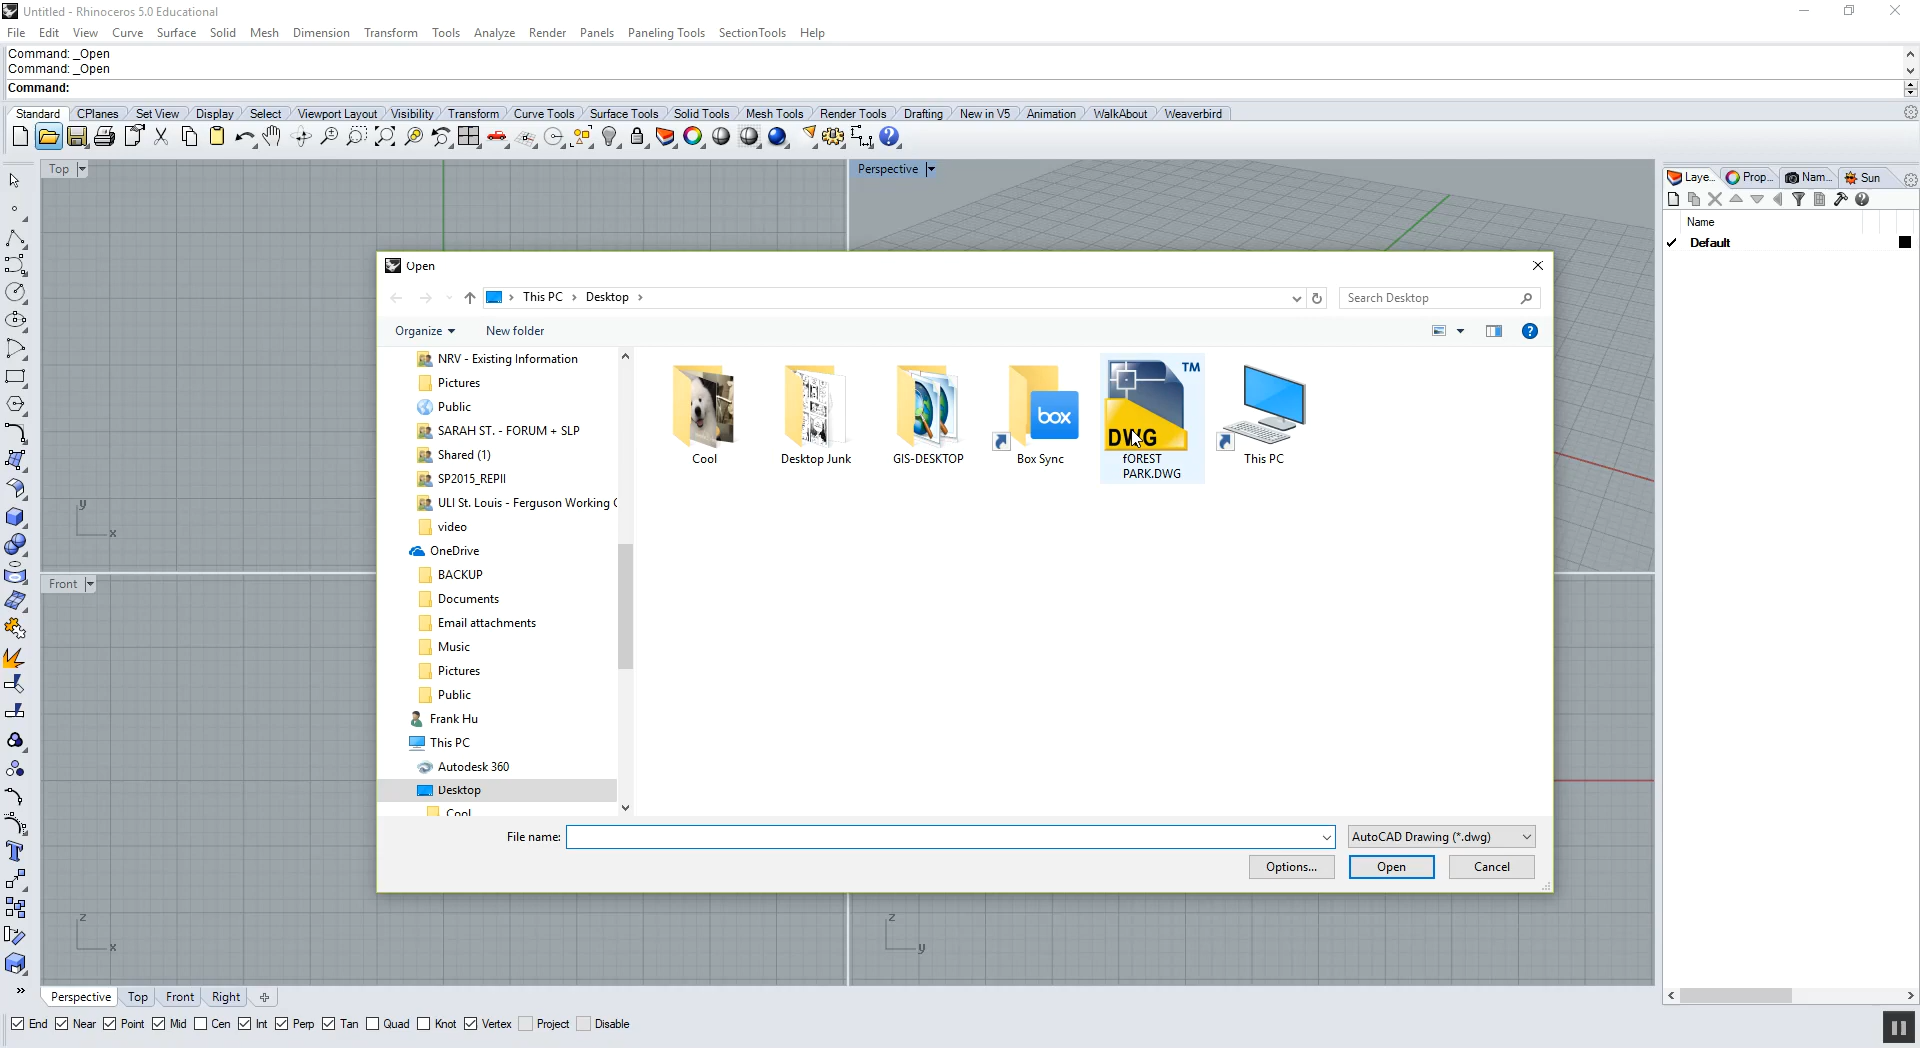 Untitled - Rhinoceros 5.0 Educational
File Edit View Curve Surface Solid Mesh Dimension Transform Tools Analyze Render Panels Paneling Tools SectionTools Help
Command: _Open
Command: _Open
Command:
Standard CPlanes Set View Display Select Viewport Layout Visibility Transform Curve Tools Surface Tools Solid Tools Mesh Tools Render Tools Drafting New in V5 Animation WalkAbout Weaverbird
Top
Perspective
Laye... Prop... Nam... Sun
Name
Default
Open
This PC > Desktop >
Search Desktop
Organize New folder
NRV - Existing Information
Pictures
Public
SARAH ST. - FORUM + SLP
Shared (1)
SP2015_REPII
ULI St. Louis - Ferguson Working (
video
OneDrive
BACKUP
Documents
Email attachments
Music
Pictures
Public
Frank Hu
This PC
Autodesk 360
Desktop
Cool
box
TM
DWG
Cool
Desktop Junk
GIS-DESKTOP
Box Sync
fOREST
PARK.DWG
This PC
y
x
Front
File name:
AutoCAD Drawing (*.dwg)
Options... Open Cancel
z
x
z
y
Perspective Top Front Right
End Near Point Mid Cen Int Perp Tan Quad Knot Vertex Project Disable